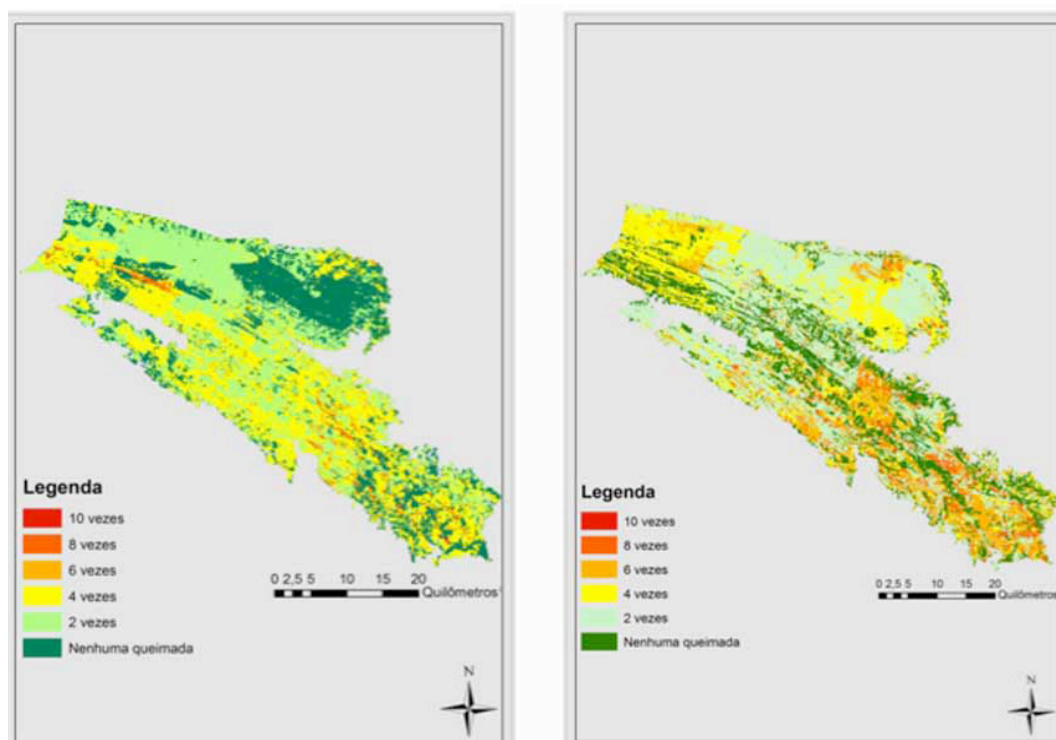 Legenda
10 vezes
8 vezes
6 vezes
4 vezes
2 vezes
Nenhuma queimada
0 2,5 5 10 15 20
Quilômetros
N
Legenda
10 vezes
8 vezes
6 vezes
4 vezes
2 vezes
Nenhuma queimada
0 2,5 5 10 15 20
Quilômetros
N